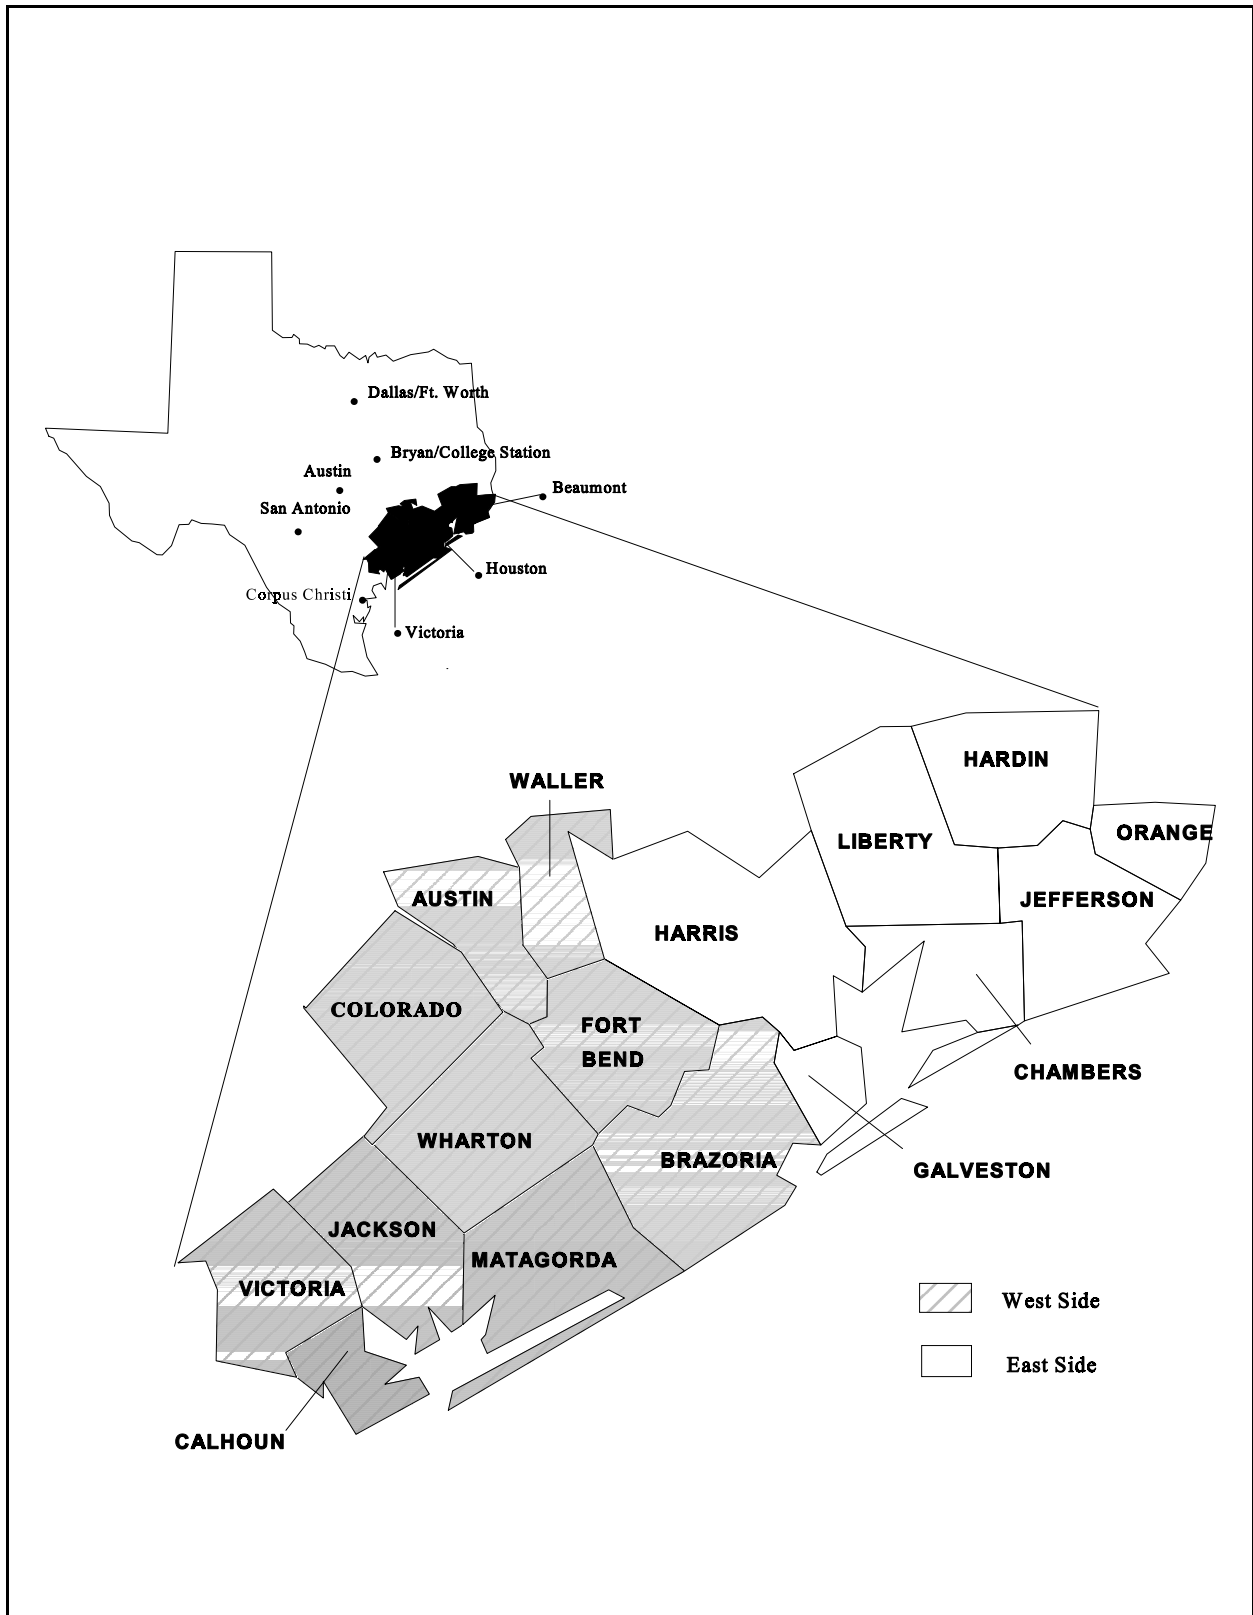 Dallas/Ft. Worth
Bryan/College Station
Austin
Beaumont
San Antonio
Houston
Corpus Christi
Victoria
HARDIN
WALLER
ORANGE
LIBERTY
AUSTIN
JEFFERSON
HARRIS
COLORADO
FORT
BEND
CHAMBERS
WHARTON
BRAZORIA
GALVESTON
JACKSON
MATAGORDA
VICTORIA
West Side
East Side
CALHOUN